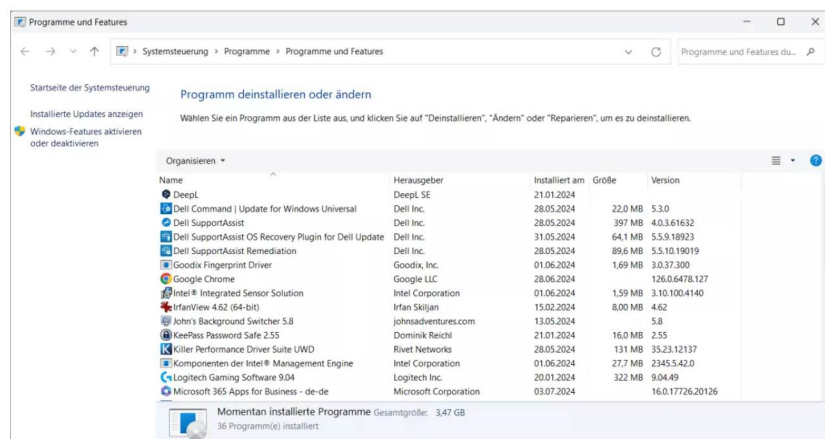 Programme und Features
Systemsteuerung > Programme > Programme und Features
Programme und Features du...
Startseite der Systemsteuerung
Installierte Updates anzeigen
Windows-Features aktivieren
oder deaktivieren
Programm deinstallieren oder ändern
Wählen Sie ein Programm aus der Liste aus, und klicken Sie auf "Deinstallieren", "Ändern" oder "Reparieren", um es zu deinstallieren.
Organisieren
Name Herausgeber Installiert am Größe Version
DeepL DeepL SE 21.01.2024
Dell Command | Update for Windows Universal Dell Inc. 28.05.2024 22,0 MB 5.3.0
Dell SupportAssist Dell Inc. 28.05.2024 397 MB 4.0.3.61632
Dell SupportAssist OS Recovery Plugin for Dell Update Dell Inc. 31.05.2024 64,1 MB 5.5.9.18923
Dell SupportAssist Remediation Dell Inc. 28.05.2024 89,6 MB 5.5.10.19019
Goodix Fingerprint Driver Goodix, Inc. 01.06.2024 1,69 MB 3.0.37.300
Google Chrome Google LLC 28.06.2024 126.0.6478.127
Intel® Integrated Sensor Solution Intel Corporation 01.06.2024 1,59 MB 3.10.100.4140
IrfanView 4.62 (64-bit) Irfan Skiljan 15.02.2024 8,00 MB 4.62
John's Background Switcher 5.8 johnsadventures.com 13.05.2024 5.8
KeePass Password Safe 2.55 Dominik Reichl 21.01.2024 16,0 MB 2.55
Killer Performance Driver Suite UWD Rivet Networks 28.05.2024 131 MB 35.23.12137
Komponenten der Intel® Management Engine Intel Corporation 01.06.2024 27,7 MB 2345.5.42.0
Logitech Gaming Software 9.04 Logitech Inc. 20.01.2024 322 MB 9.04.49
Microsoft 365 Apps for Business - de-de Microsoft Corporation 03.07.2024 16.0.17726.20126
Momentan installierte Programme Gesamtgröße: 3,47 GB
36 Programm(e) installiert